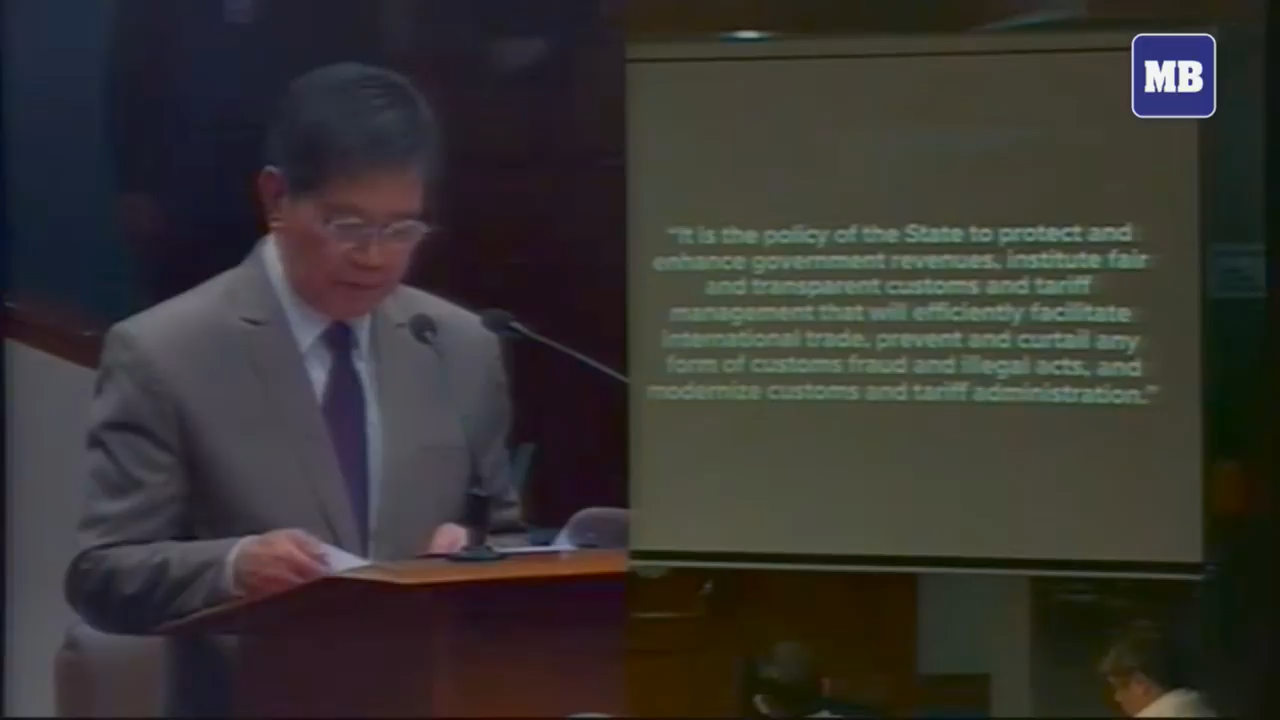 MB
"It is the policy of the State to protect and
enhance government revenues, institute fair
and transparent customs and tariff
management that will efficiently facilitate
international trade, prevent and curtail any
form of customs fraud and illegal acts, and
modernize customs and tariff administration."